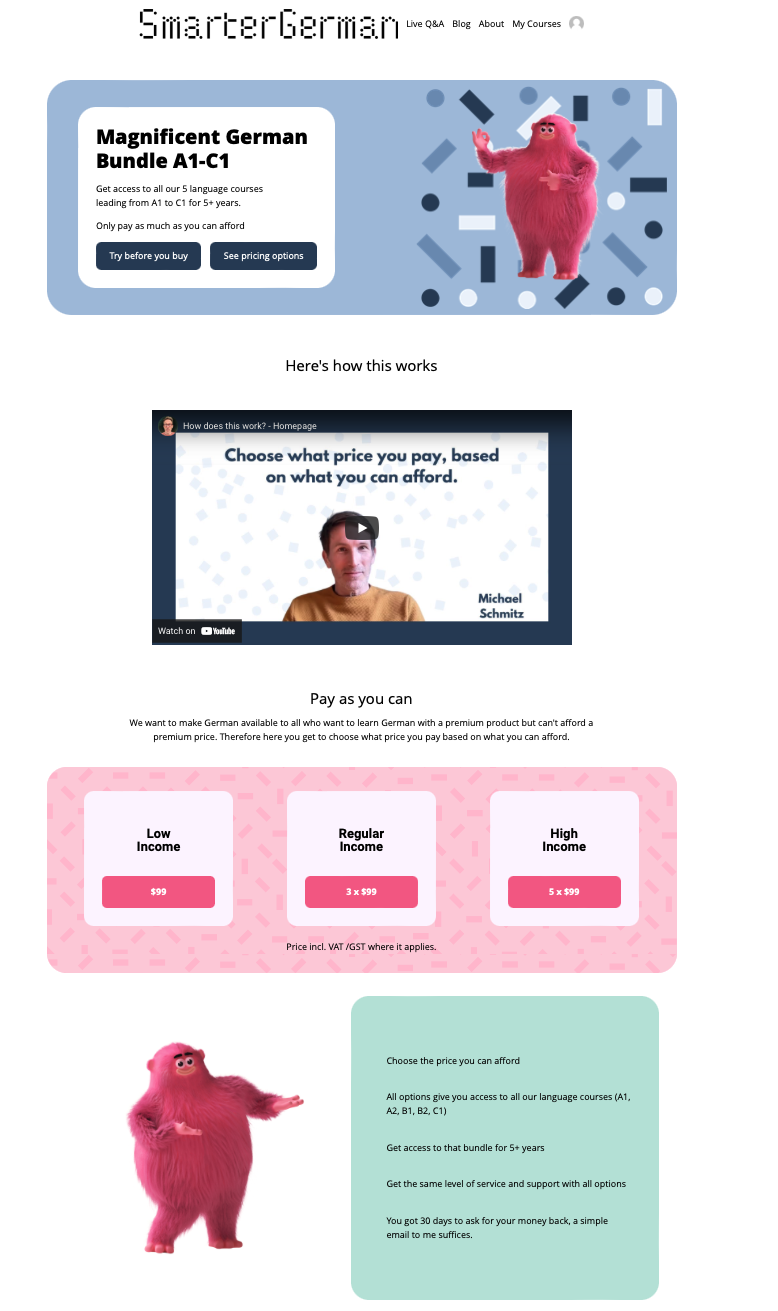 SmarterGerman
Live Q&A Blog About My Courses
Magnificent German
Bundle A1-C1
Get access to all our 5 language courses
leading from A1 to C1 for 5+ years.
Only pay as much as you can afford
Try before you buy
See pricing options
Here's how this works
How does this work? - Homepage
Choose what price you pay, based
on what you can afford.
Michael
Schmitz
Watch on YouTube
Pay as you can
We want to make German available to all who want to learn German with a premium product but can't afford a
premium price. Therefore here you get to choose what price you pay based on what you can afford.
Low
Income
$99
Regular
Income
3 x $99
High
Income
5 x $99
Price incl. VAT /GST where it applies.
Choose the price you can afford
All options give you access to all our language courses (A1,
A2, B1, B2, C1)
Get access to that bundle for 5+ years
Get the same level of service and support with all options
You got 30 days to ask for your money back, a simple
email to me suffices.